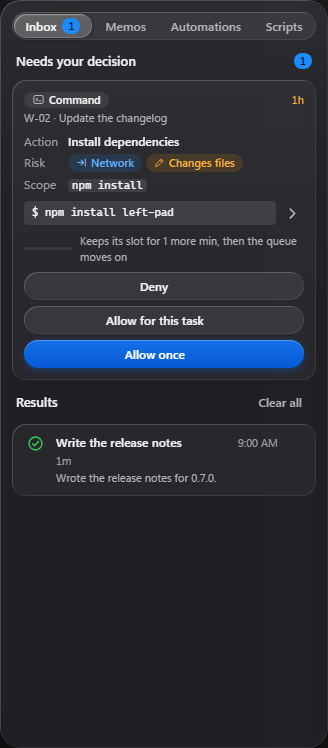 Inbox 1 Memos Automations Scripts
Needs your decision 1
Command 1h
W-02 · Update the changelog
Action Install dependencies
Risk Network Changes files
Scope npm install
$ npm install left-pad
Keeps its slot for 1 more min, then the queue
moves on
Deny
Allow for this task
Allow once
Results Clear all
Write the release notes 9:00 AM
1m
Wrote the release notes for 0.7.0.